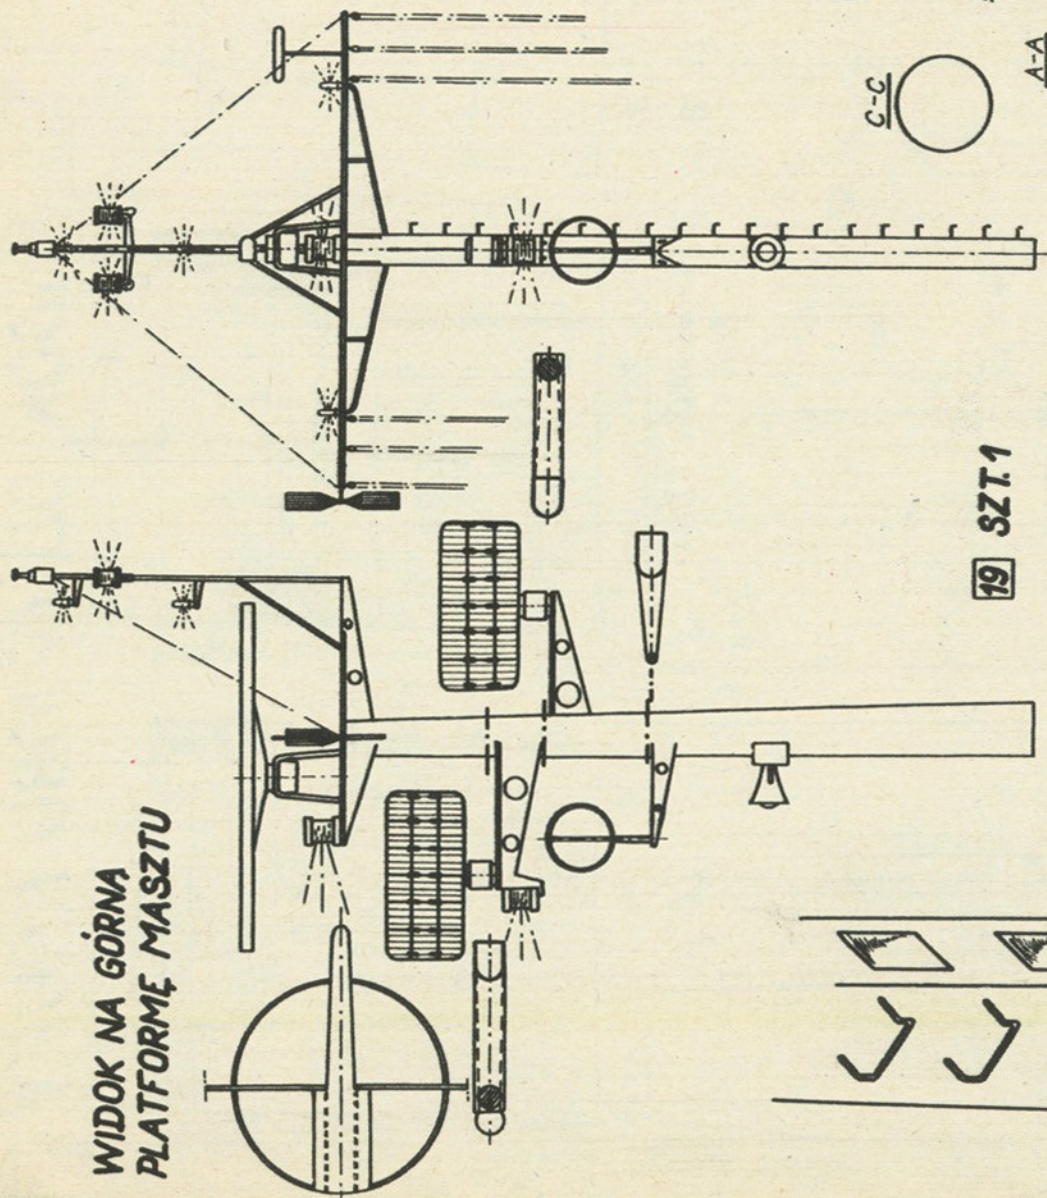 WIDOK NA GÓRNĄ
PLATFORMĘ MASZTU
19 SZT. 1
C-C
A-A